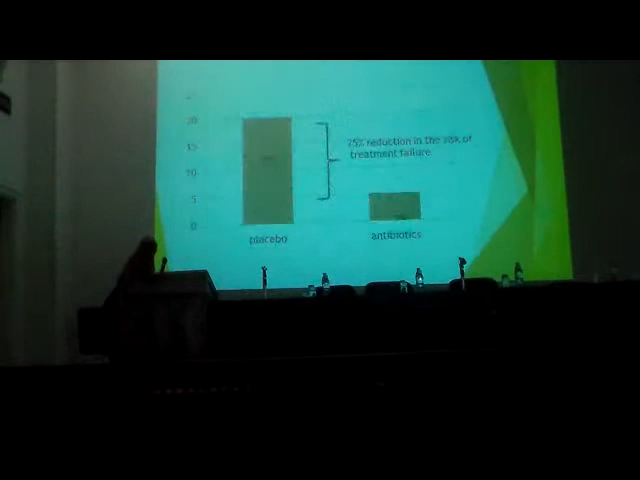 20
15
10
5
0
75% reduction in the risk of
treatment failure
placebo
antibiotics